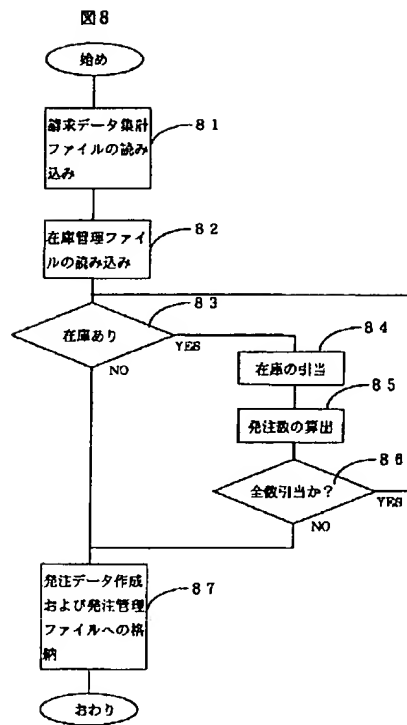 図8
始め
81
請求データ集計
ファイルの読み
込み
82
在庫管理ファイ
ルの読み込み
83
在庫あり
YES
NO
84
在庫の引当
85
発注数の算出
86
全数引当か？
YES
NO
87
発注データ作成
および発注管理
ファイルへの格
納
おわり